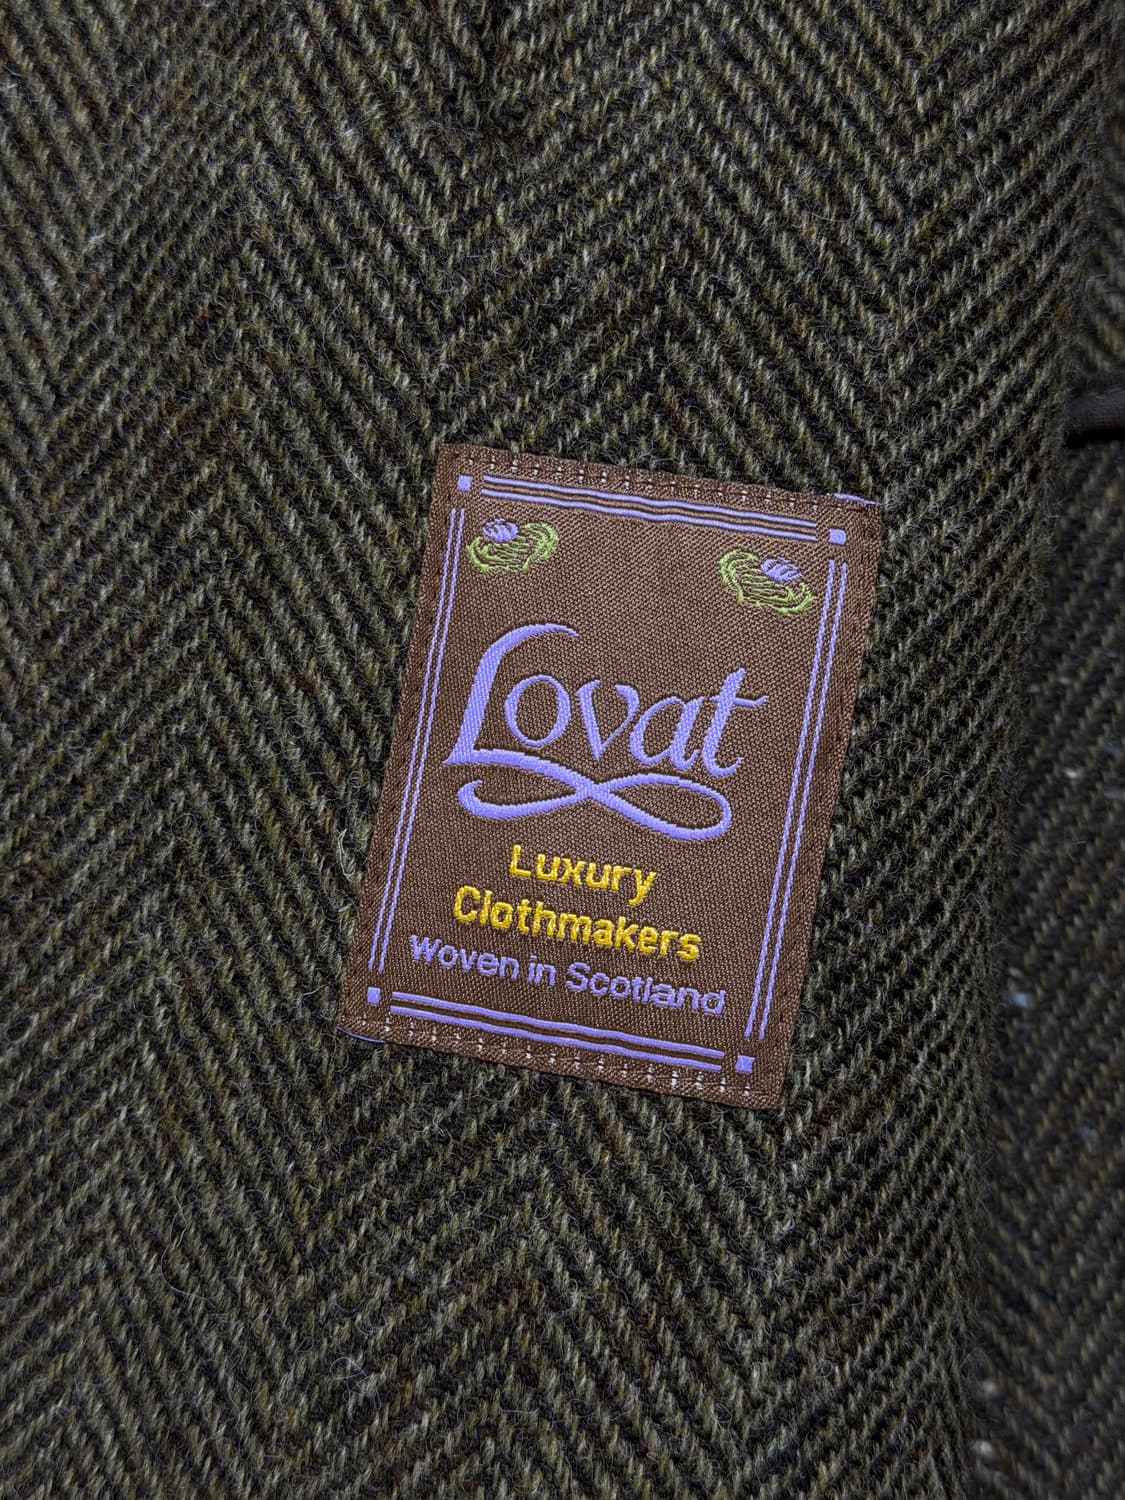 Lovat
Luxury
Clothmakers
Woven in Scotland